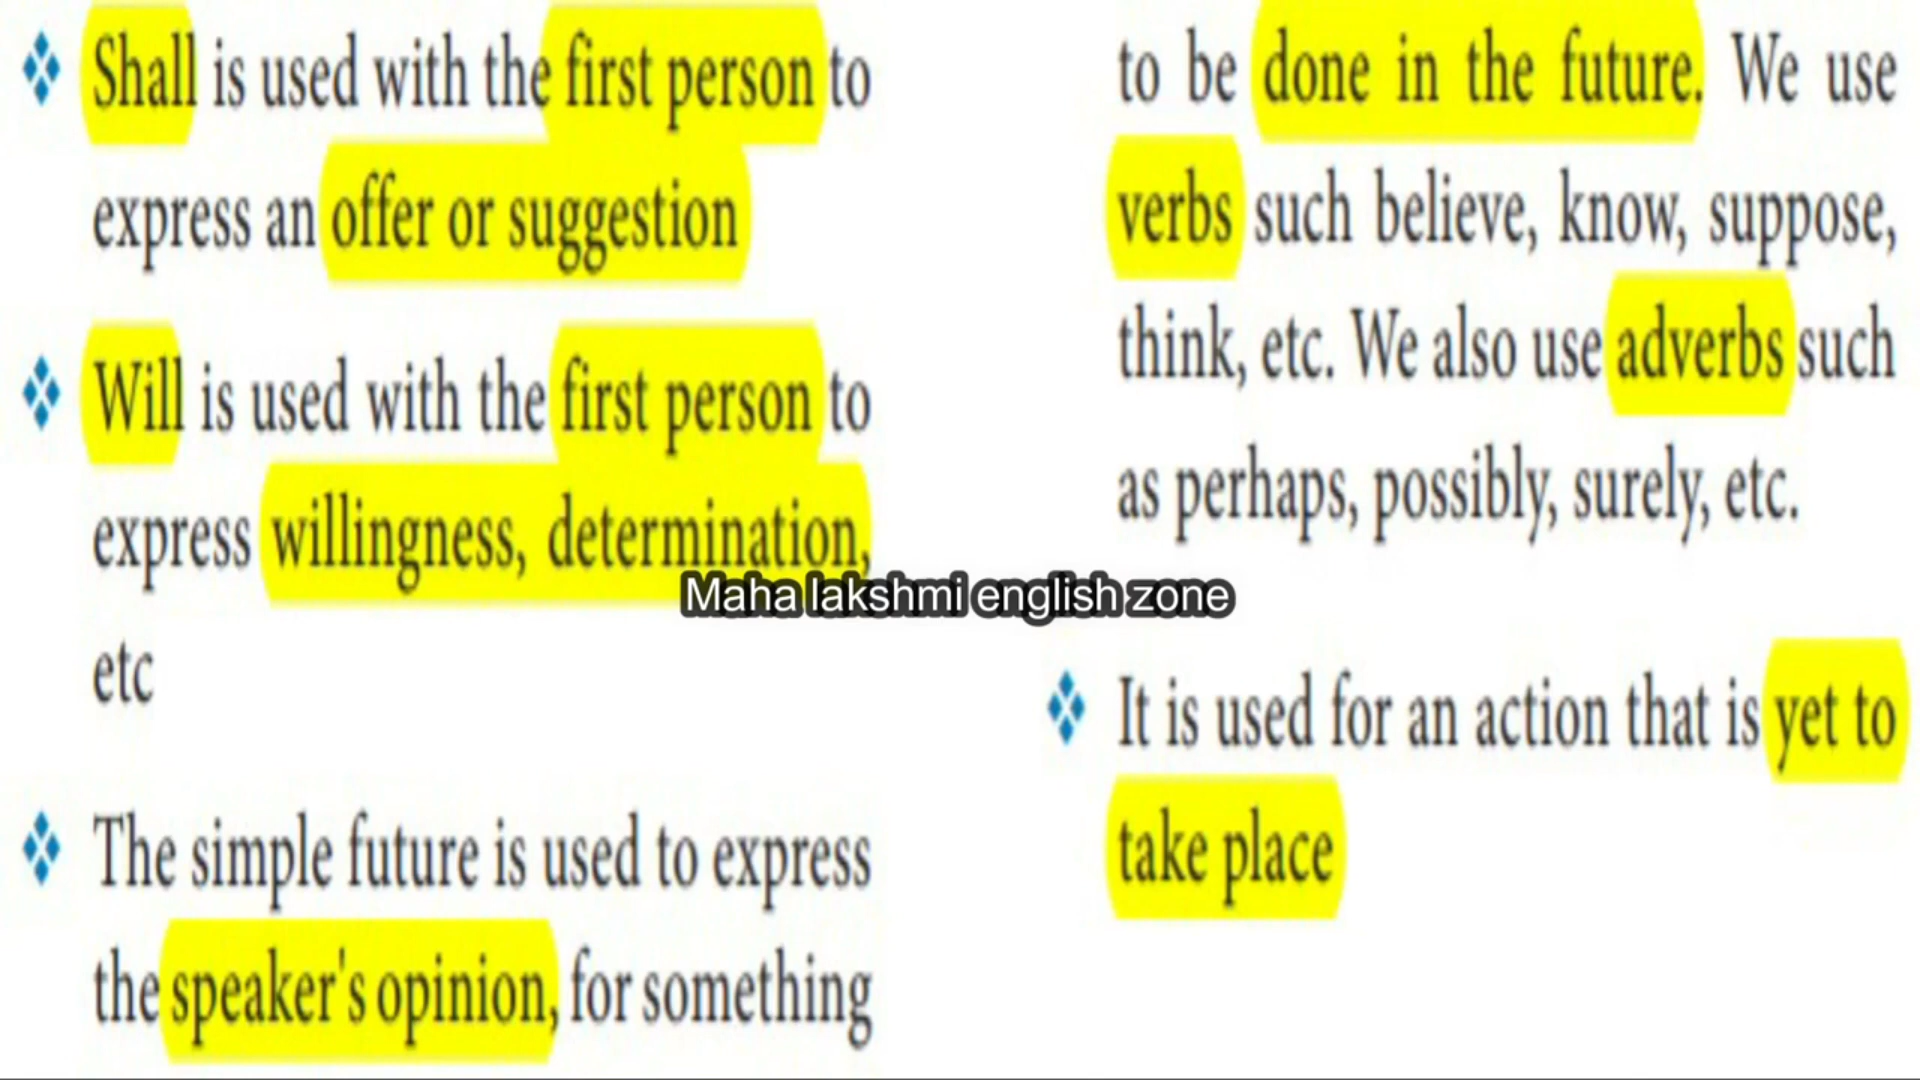 Shall is used with the first person to
express an offer or suggestion
Will is used with the first person to
express willingness, determination,
etc
The simple future is used to express
the speaker's opinion, for something
to be done in the future. We use
verbs such believe, know, suppose,
think, etc. We also use adverbs such
as perhaps, possibly, surely, etc.
It is used for an action that is yet to
take place
Maha lakshmi english zone